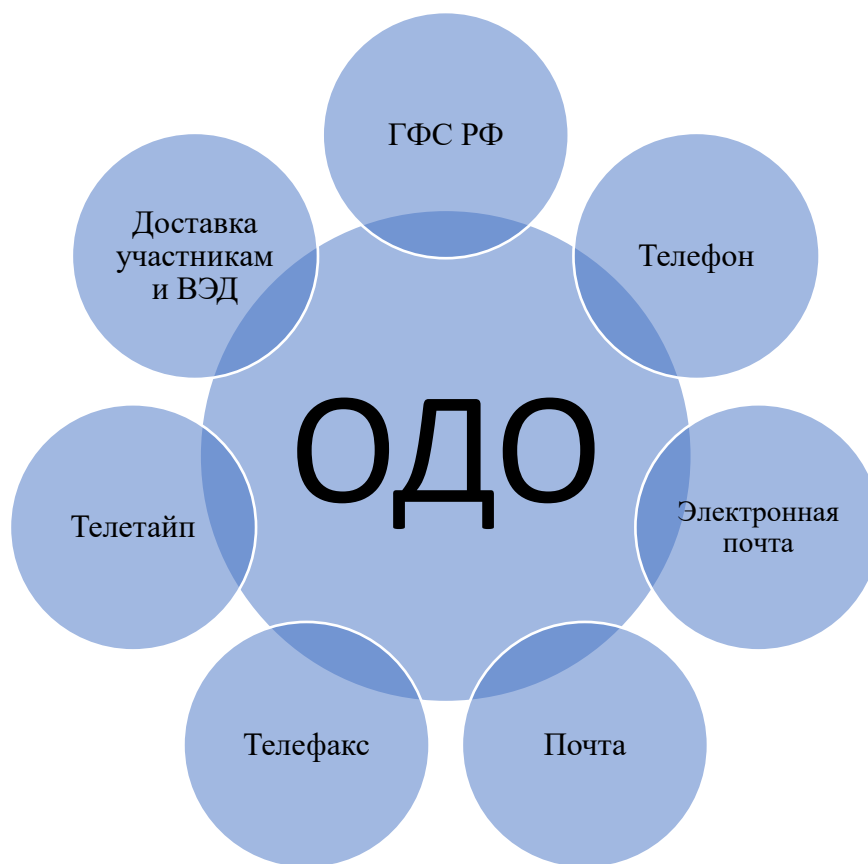 ГФС РФ
Телефон
Электронная
почта
Почта
Телефакс
Телетайп
Доставка
участникам
и ВЭД
ОДО